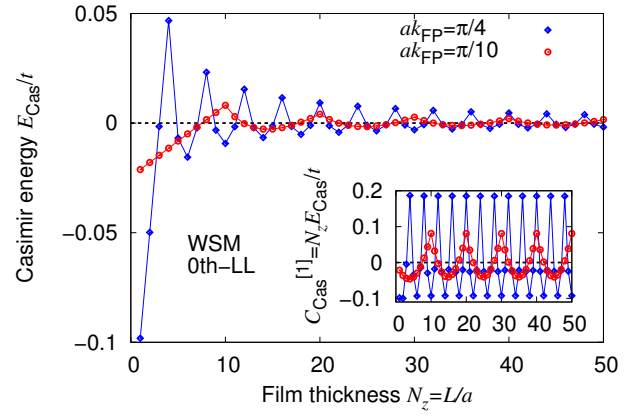 0.05
0
-0.05
-0.1
Casimir energy E_Cas/t
ak_FP=π/4
ak_FP=π/10
WSM
0th−LL
0.2
0.1
0
-0.1
C_Cas^[1]=N_zE_Cas/t
0 10 20 30 40 50
0 10 20 30 40 50
Film thickness N_z=L/a